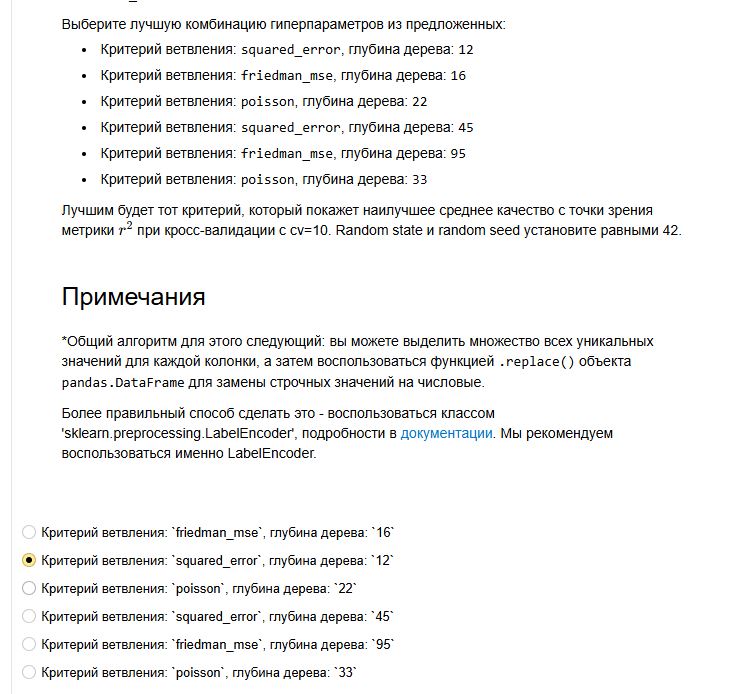 Выберите лучшую комбинацию гиперпараметров из предложенных:
• Критерий ветвления: squared_error, глубина дерева: 12
• Критерий ветвления: friedman_mse, глубина дерева: 16
• Критерий ветвления: poisson, глубина дерева: 22
• Критерий ветвления: squared_error, глубина дерева: 45
• Критерий ветвления: friedman_mse, глубина дерева: 95
• Критерий ветвления: poisson, глубина дерева: 33
Лучшим будет тот критерий, который покажет наилучшее среднее качество с точки зрения
метрики r² при кросс-валидации с cv=10. Random state и random seed установите равными 42.
Примечания
*Общий алгоритм для этого следующий: вы можете выделить множество всех уникальных
значений для каждой колонки, а затем воспользоваться функцией .replace() объекта
pandas.DataFrame для замены строчных значений на числовые.
Более правильный способ сделать это - воспользоваться классом
'sklearn.preprocessing.LabelEncoder', подробности в документации. Мы рекомендуем
воспользоваться именно LabelEncoder.
Критерий ветвления: `friedman_mse`, глубина дерева: `16`
Критерий ветвления: `squared_error`, глубина дерева: `12`
Критерий ветвления: `poisson`, глубина дерева: `22`
Критерий ветвления: `squared_error`, глубина дерева: `45`
Критерий ветвления: `friedman_mse`, глубина дерева: `95`
Критерий ветвления: `poisson`, глубина дерева: `33`